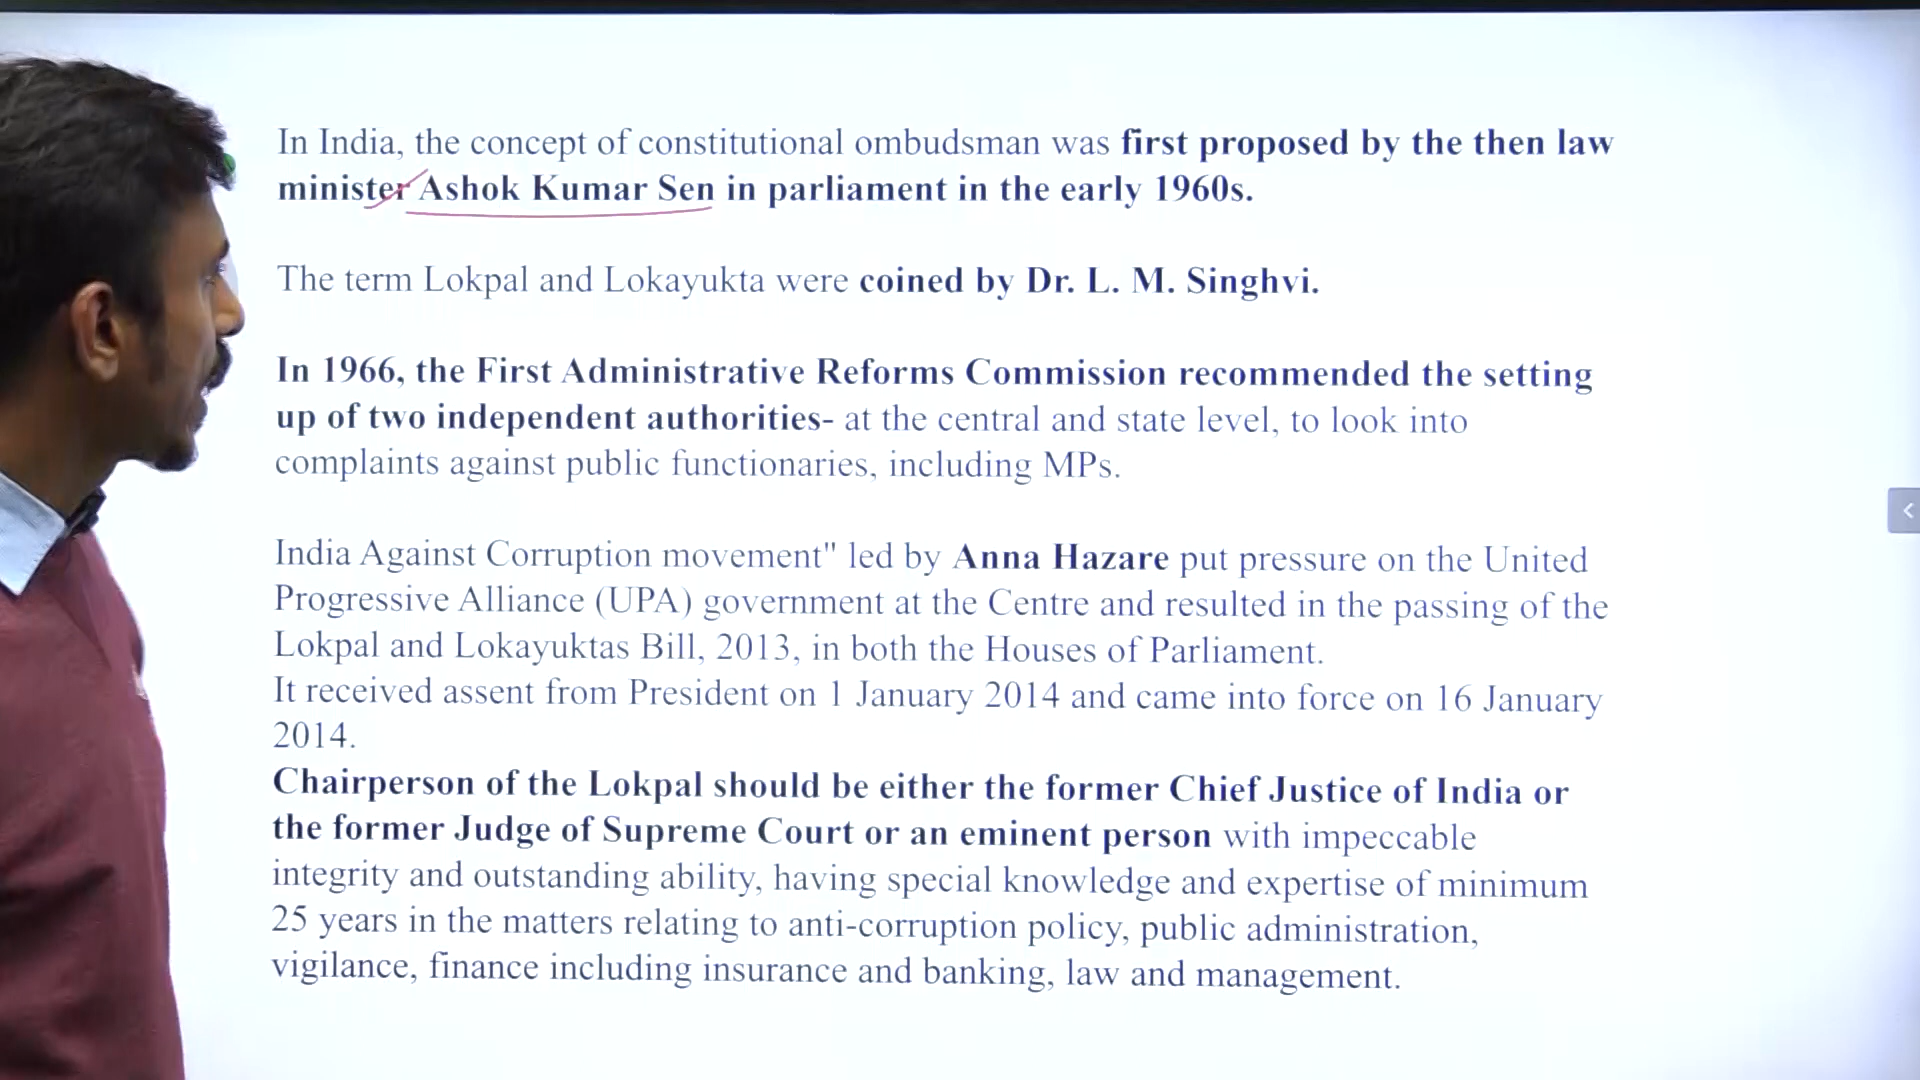 In India, the concept of constitutional ombudsman was first proposed by the then law
minister Ashok Kumar Sen in parliament in the early 1960s.
The term Lokpal and Lokayukta were coined by Dr. L. M. Singhvi.
In 1966, the First Administrative Reforms Commission recommended the setting
up of two independent authorities- at the central and state level, to look into
complaints against public functionaries, including MPs.
India Against Corruption movement" led by Anna Hazare put pressure on the United
Progressive Alliance (UPA) government at the Centre and resulted in the passing of the
Lokpal and Lokayuktas Bill, 2013, in both the Houses of Parliament.
It received assent from President on 1 January 2014 and came into force on 16 January
2014.
Chairperson of the Lokpal should be either the former Chief Justice of India or
the former Judge of Supreme Court or an eminent person with impeccable
integrity and outstanding ability, having special knowledge and expertise of minimum
25 years in the matters relating to anti-corruption policy, public administration,
vigilance, finance including insurance and banking, law and management.